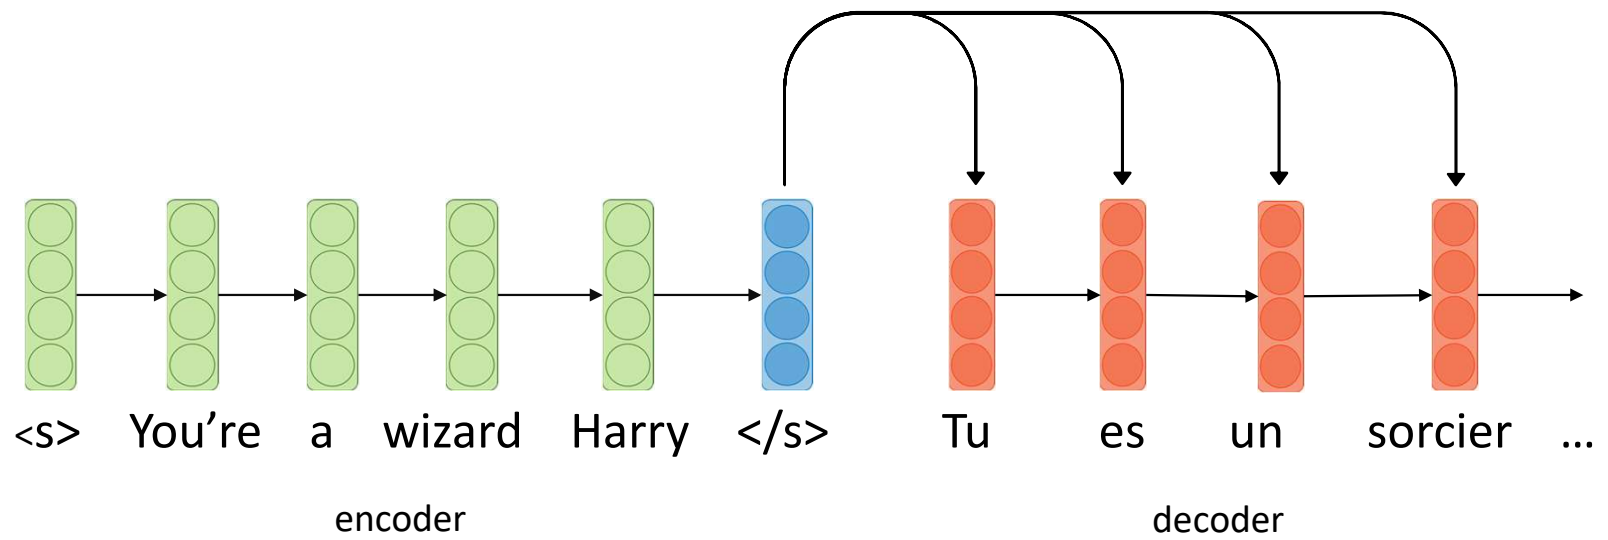 <s> You’re a wizard Harry </s> Tu es un sorcier ...
encoder decoder